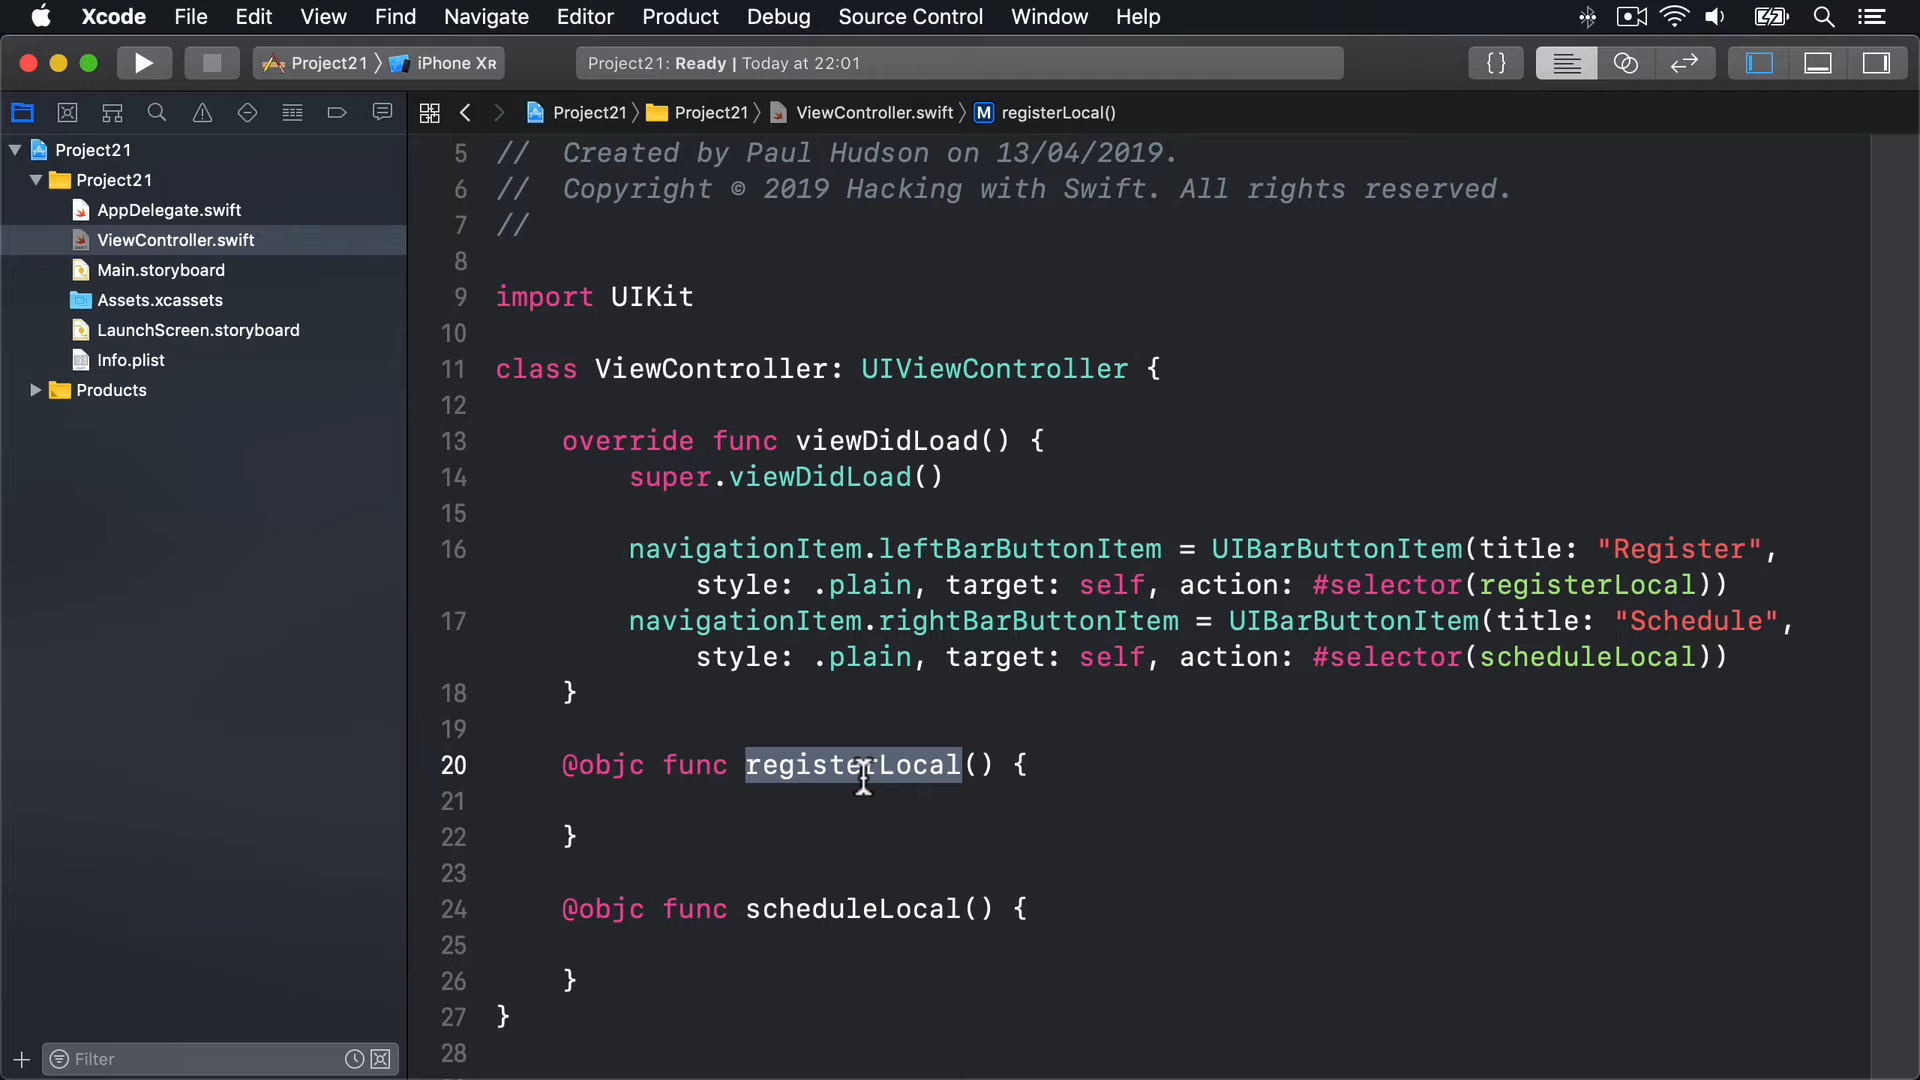 Xcode File Edit View Find Navigate Editor Product Debug Source Control Window Help
Project21 iPhone XR Project21: Ready | Today at 22:01
Project21 Project21 ViewController.swift M registerLocal()
Project21
Project21
AppDelegate.swift
ViewController.swift
Main.storyboard
Assets.xcassets
LaunchScreen.storyboard
Info.plist
Products
Filter
5 // Created by Paul Hudson on 13/04/2019.
6 // Copyright © 2019 Hacking with Swift. All rights reserved.
7 //
8
9 import UIKit
10
11 class ViewController: UIViewController {
12
13 override func viewDidLoad() {
14 super.viewDidLoad()
15
16 navigationItem.leftBarButtonItem = UIBarButtonItem(title: "Register",
style: .plain, target: self, action: #selector(registerLocal))
17 navigationItem.rightBarButtonItem = UIBarButtonItem(title: "Schedule",
style: .plain, target: self, action: #selector(scheduleLocal))
18 }
19
20 @objc func registerLocal() {
21
22 }
23
24 @objc func scheduleLocal() {
25
26 }
27 }
28